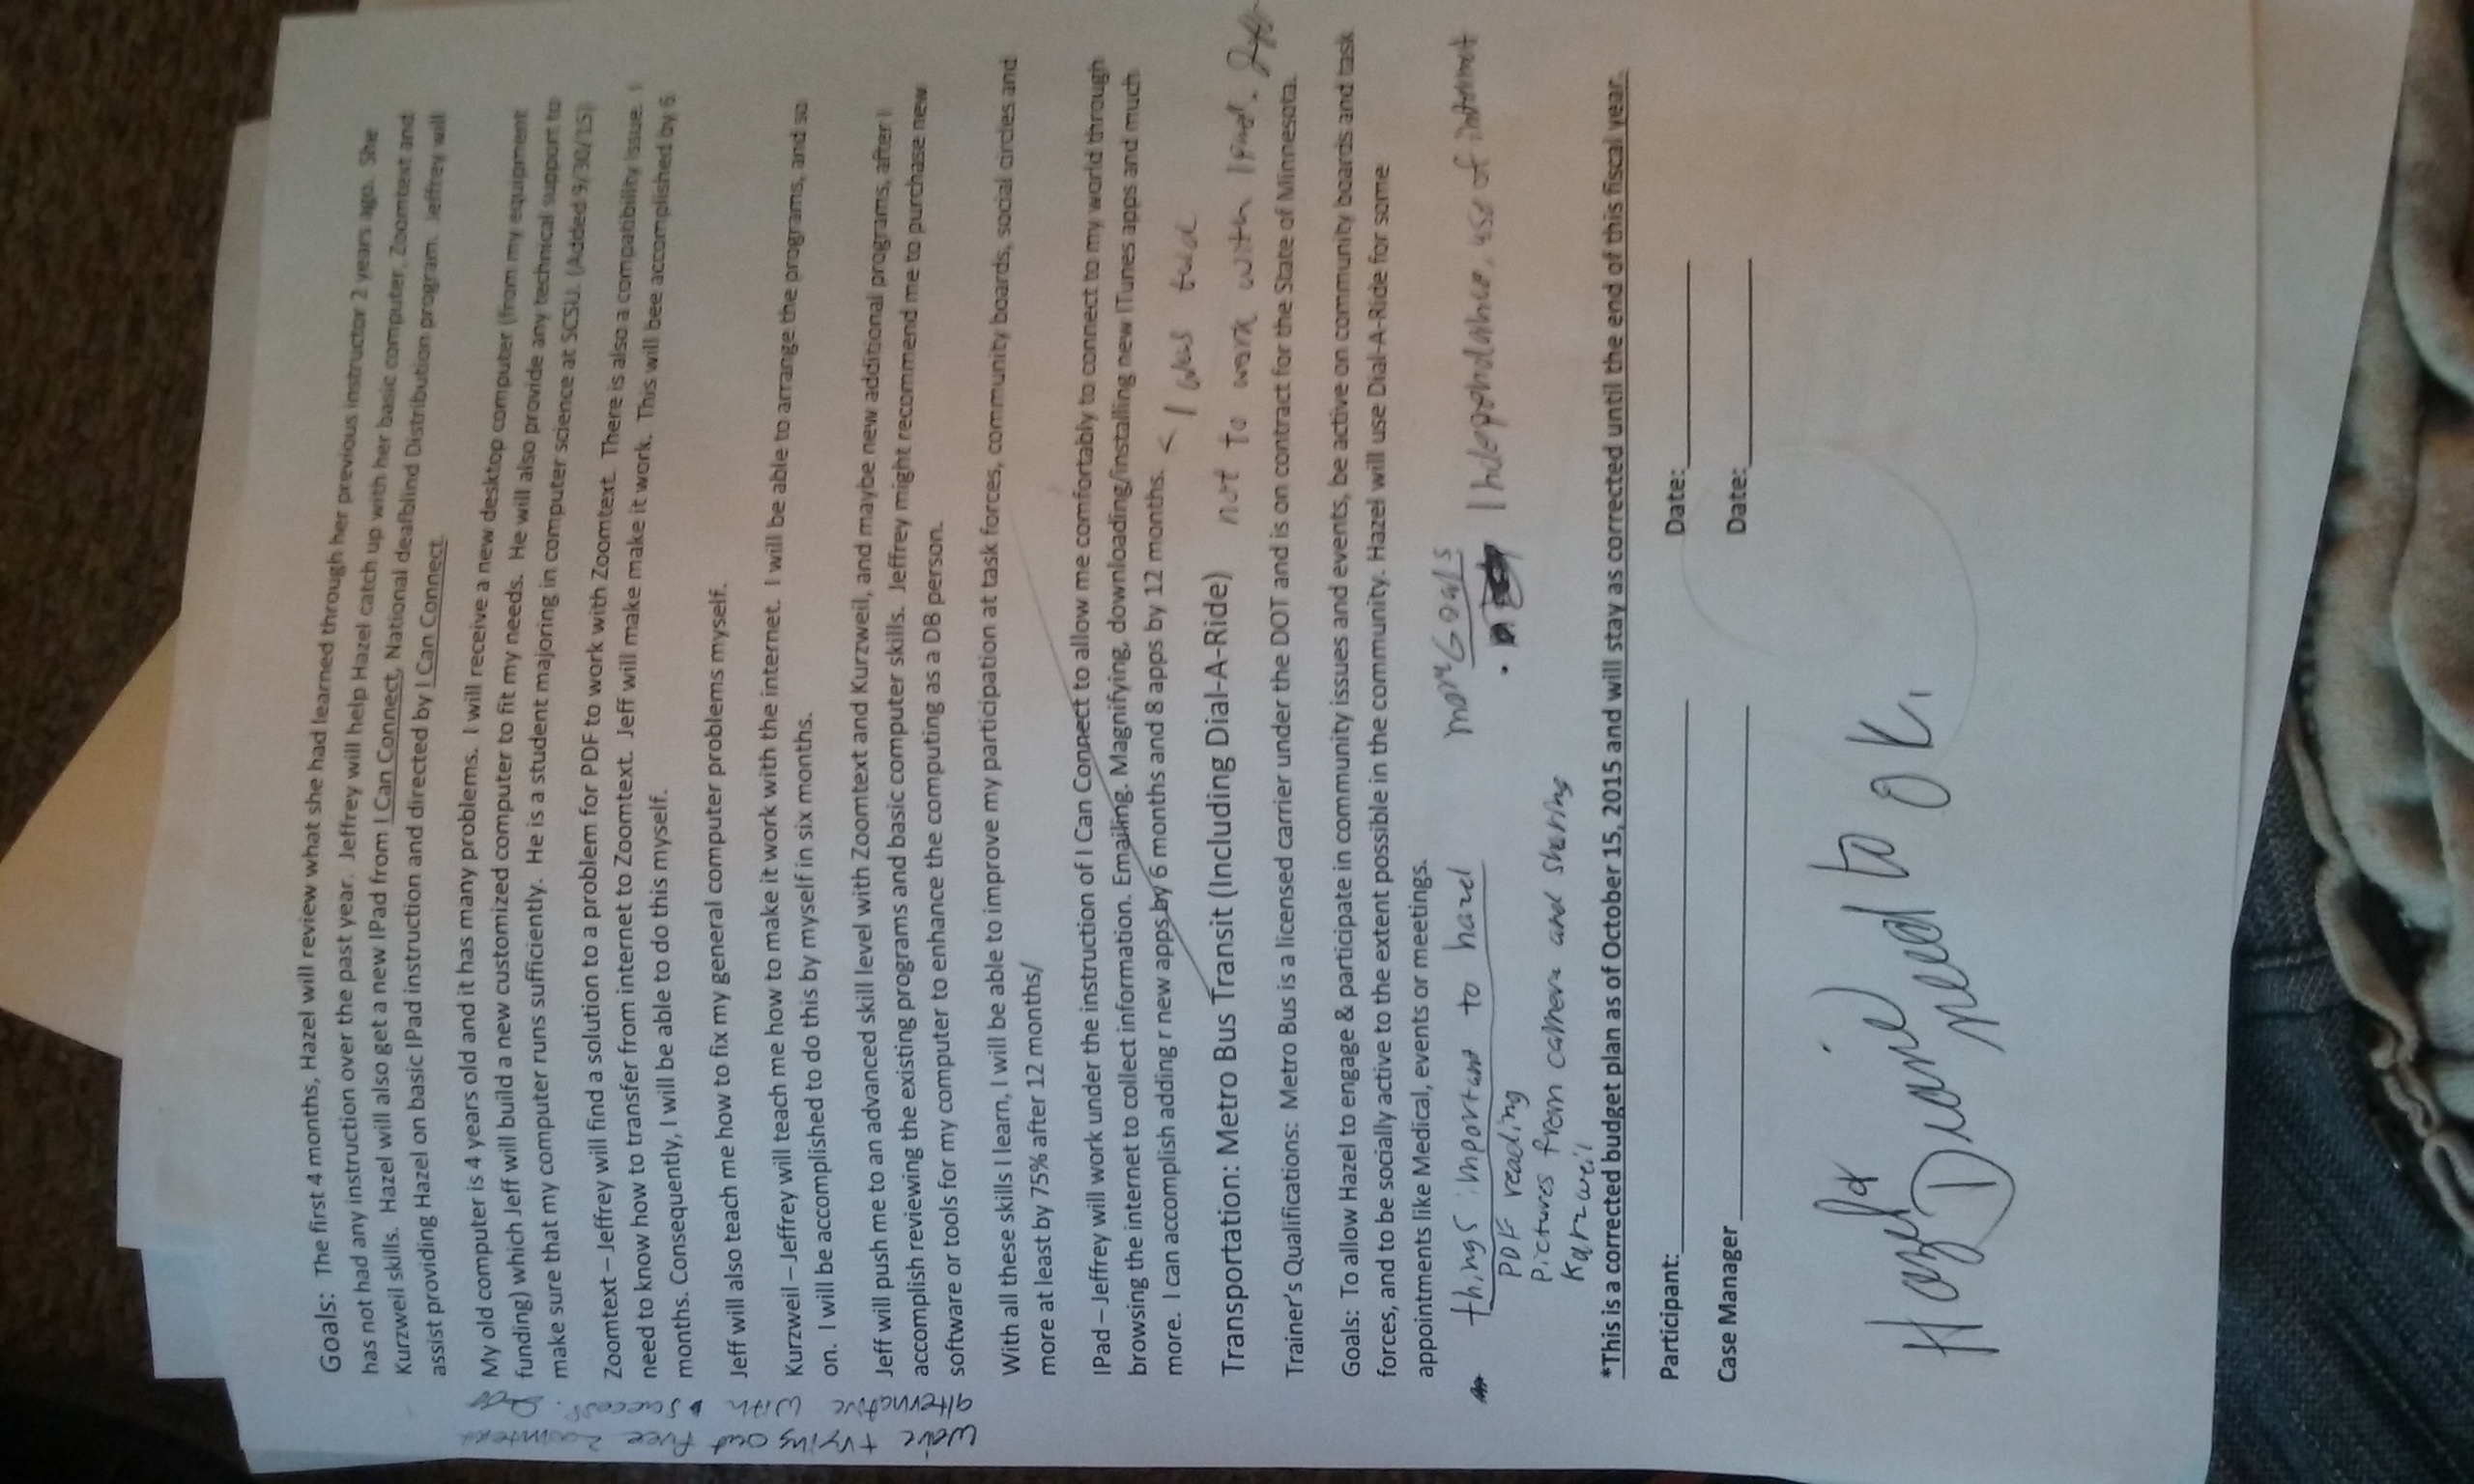 Goals: The first 4 months, Hazel will review what she had learned through her previous instructor 2 years ago. She
has not had any instruction over the past year. Jeffrey will help Hazel catch up with her basic computer, Zoomtext and
Kurzweil skills. Hazel will also get a new IPad from I Can Connect, National deafblind Distribution program. Jeffrey will
assist providing Hazel on basic IPad instruction and directed by I Can Connect.
My old computer is 4 years old and it has many problems. I will receive a new desktop computer (from my equipment
funding) which Jeff will build a new customized computer to fit my needs. He will also provide any technical support to
make sure that my computer runs sufficiently. He is a student majoring in computer science at SCSU. (Added 9/30/15)
Zoomtext – Jeffrey will find a solution to a problem for PDF to work with Zoomtext. There is also a compability issue. I
need to know how to transfer from internet to Zoomtext. Jeff will make make it work. This will bee accomplished by 6
months. Consequently, I will be able to do this myself.
Jeff will also teach me how to fix my general computer problems myself.
Kurzweil – Jeffrey will teach me how to make it work with the internet. I will be able to arrange the programs, and so
on. I will be accomplished to do this by myself in six months.
Jeff will push me to an advanced skill level with Zoomtext and Kurzweil, and maybe new additional programs, after I
accomplish reviewing the existing programs and basic computer skills. Jeffrey might recommend me to purchase new
software or tools for my computer to enhance the computing as a DB person.
With all these skills I learn, I will be able to improve my participation at task forces, community boards, social circles and
more at least by 75% after 12 months/
IPad – Jeffrey will work under the instruction of I Can Connect to allow me comfortably to connect to my world through
browsing the internet to collect information. Emailing. Magnifying, downloading/installing new ITunes apps and much
more. I can accomplish adding r new apps by 6 months and 8 apps by 12 months. < I was told
not to work with Ipad. Jeff
Transportation: Metro Bus Transit (Including Dial-A-Ride)
Trainer's Qualifications: Metro Bus is a licensed carrier under the DOT and is on contract for the State of Minnesota.
Goals: To allow Hazel to engage & participate in community issues and events, be active on community boards and task
forces, and to be socially active to the extent possible in the community. Hazel will use Dial-A-Ride for some
appointments like Medical, events or meetings.
things important to hazel
PDF reading
Pictures from camera and sharing
Karzweil
more Goals
Independance, use of internet
*This is a corrected budget plan as of October 15, 2015 and will stay as corrected until the end of this fiscal year.
Participant: Date:
Case Manager Date:
Hazel &
Diane
need to ok.
were trying out
alternative with
free zoomtext
success.